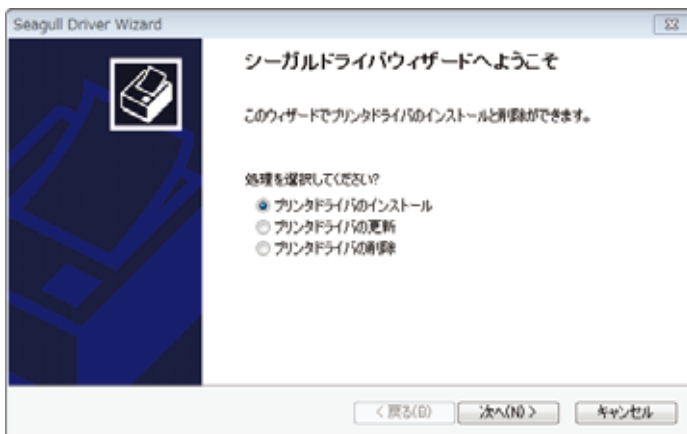 Seagull Driver Wizard
シーガルドライバウィザードへようこそ
このウィザードでプリンタドライバのインストールと削除ができます。
処理を選択してください?
プリンタドライバのインストール
プリンタドライバの更新
プリンタドライバの削除
< 戻る(B)
次へ(N) >
キャンセル